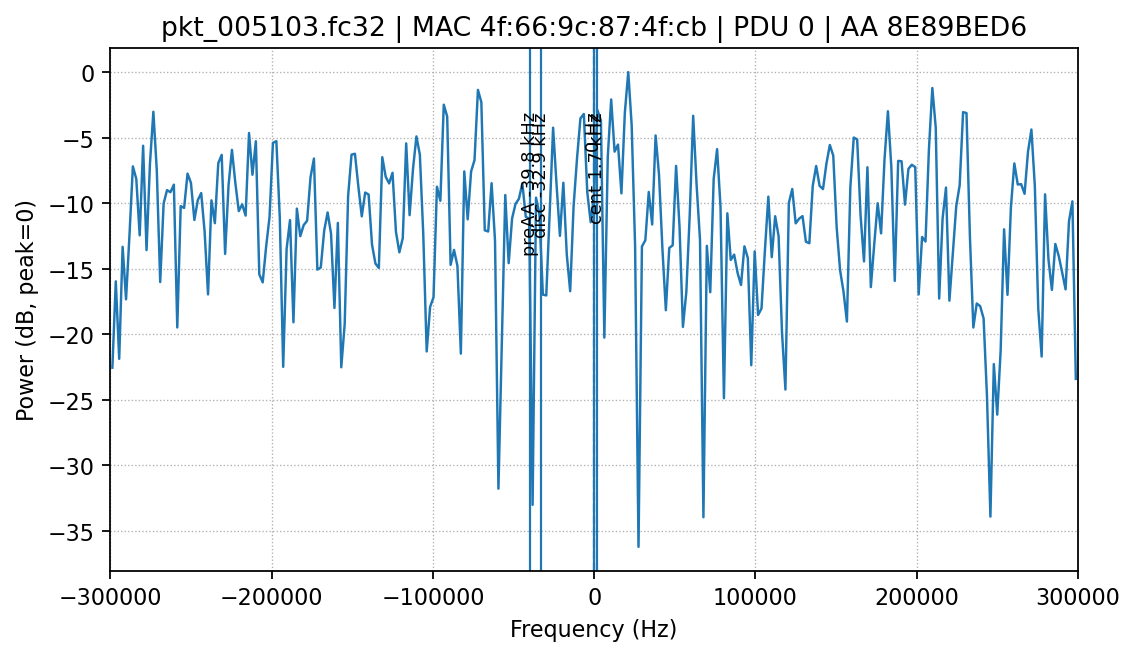 pkt_005103.fc32 | MAC 4f:66:9c:87:4f:cb | PDU 0 | AA 8E89BED6
Power (dB, peak=0)
0
−5
−10
−15
−20
−25
−30
−35
preAA -39.8 kHz
disc -32.9 kHz
cent 1.79 kHz
−300000
−200000
−100000
0
100000
200000
300000
Frequency (Hz)